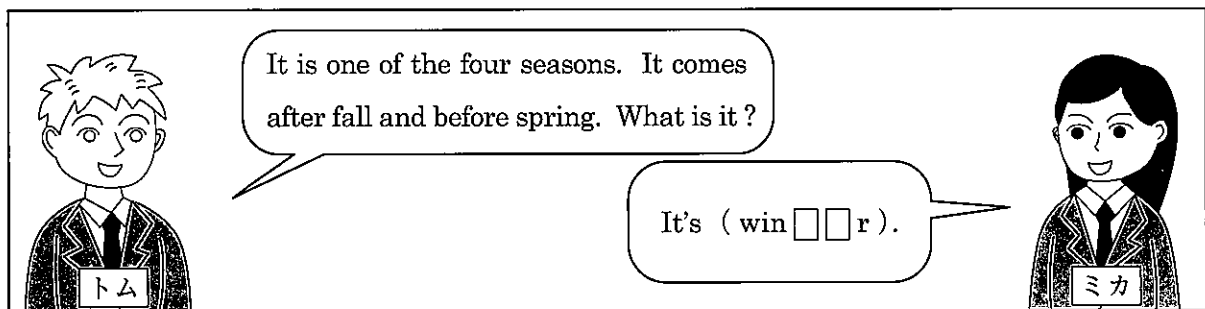 It is one of the four seasons. It comes
after fall and before spring. What is it?
It's ( win□□r ).
トム
ミカ